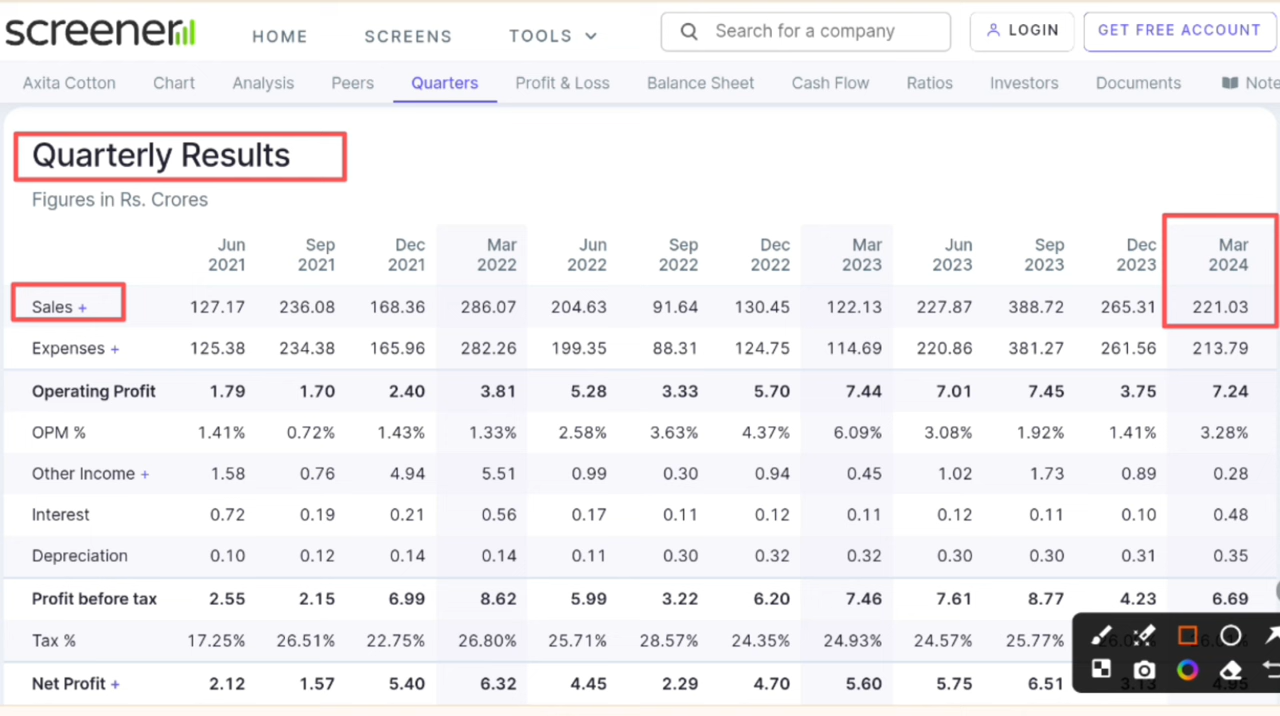 screener HOME SCREENS TOOLS Search for a company LOGIN GET FREE ACCOUNT
Axita Cotton Chart Analysis Peers Quarters Profit & Loss Balance Sheet Cash Flow Ratios Investors Documents Note
Quarterly Results
Figures in Rs. Crores
Jun 2021 Sep 2021 Dec 2021 Mar 2022 Jun 2022 Sep 2022 Dec 2022 Mar 2023 Jun 2023 Sep 2023 Dec 2023 Mar 2024
Sales + 127.17 236.08 168.36 286.07 204.63 91.64 130.45 122.13 227.87 388.72 265.31 221.03
Expenses + 125.38 234.38 165.96 282.26 199.35 88.31 124.75 114.69 220.86 381.27 261.56 213.79
Operating Profit 1.79 1.70 2.40 3.81 5.28 3.33 5.70 7.44 7.01 7.45 3.75 7.24
OPM % 1.41% 0.72% 1.43% 1.33% 2.58% 3.63% 4.37% 6.09% 3.08% 1.92% 1.41% 3.28%
Other Income + 1.58 0.76 4.94 5.51 0.99 0.30 0.94 0.45 1.02 1.73 0.89 0.28
Interest 0.72 0.19 0.21 0.56 0.17 0.11 0.12 0.11 0.12 0.11 0.10 0.48
Depreciation 0.10 0.12 0.14 0.14 0.11 0.30 0.32 0.32 0.30 0.30 0.31 0.35
Profit before tax 2.55 2.15 6.99 8.62 5.99 3.22 6.20 7.46 7.61 8.77 4.23 6.69
Tax % 17.25% 26.51% 22.75% 26.80% 25.71% 28.57% 24.35% 24.93% 24.57% 25.77%
Net Profit + 2.12 1.57 5.40 6.32 4.45 2.29 4.70 5.60 5.75 6.51 3.13 4.95